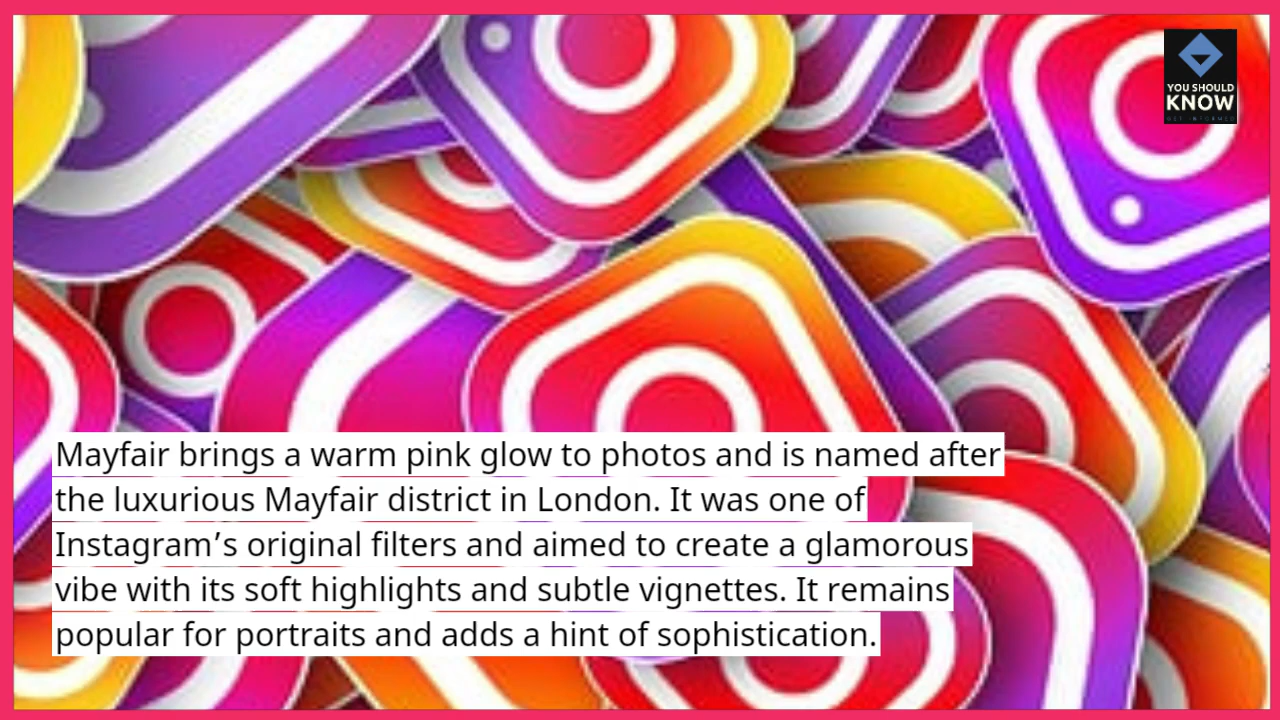 YOU SHOULD
KNOW
GET INFORMED
Mayfair brings a warm pink glow to photos and is named after
the luxurious Mayfair district in London. It was one of
Instagram’s original filters and aimed to create a glamorous
vibe with its soft highlights and subtle vignettes. It remains
popular for portraits and adds a hint of sophistication.